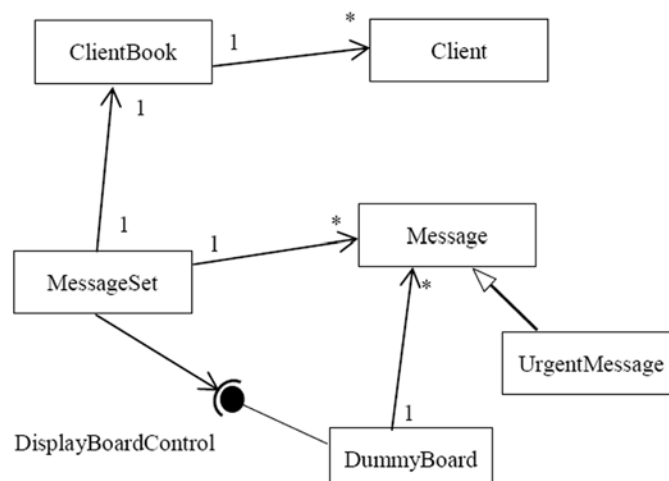 ClientBook
1
*
Client
1
1
MessageSet
1
*
Message
*
UrgentMessage
DisplayBoardControl
1
DummyBoard